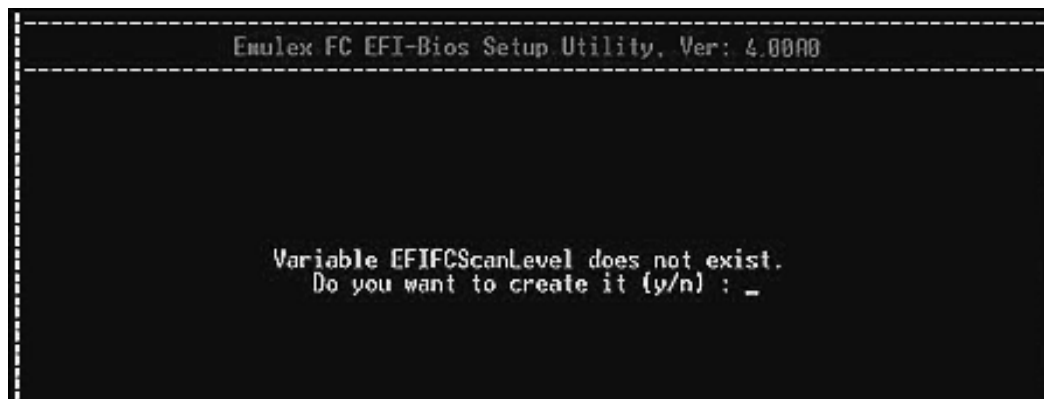 Emulex FC EFI-Bios Setup Utility, Ver: 4.00A0
Variable EFIFCScanLevel does not exist.
Do you want to create it (y/n) : _